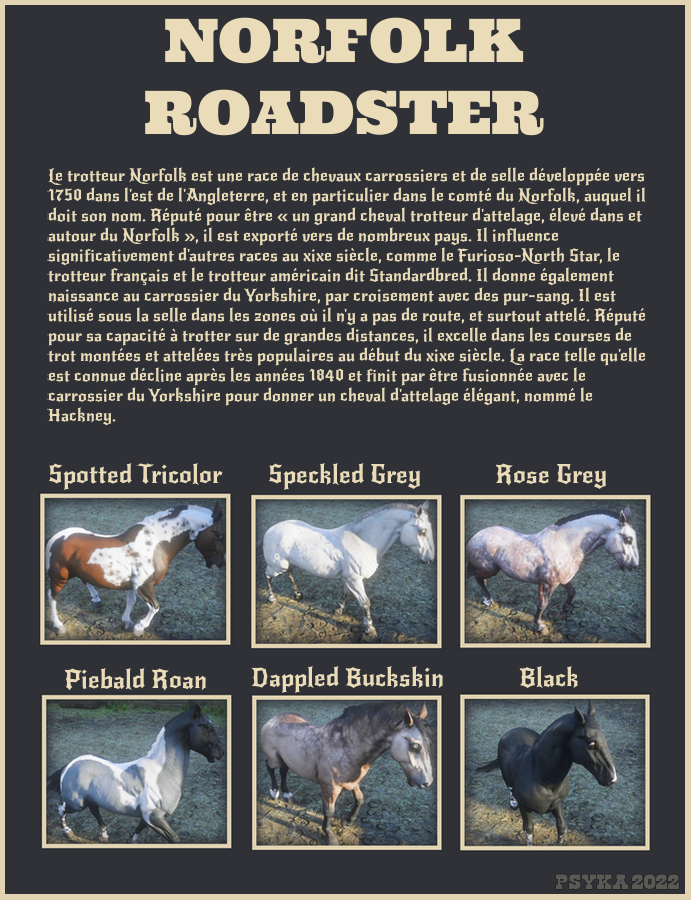 NORFOLK
ROADSTER
Le trotteur Norfolk est une race de chevaux carrossiers et de selle développée vers
1750 dans l'est de l'Angleterre, et en particulier dans le comté du Norfolk, auquel il
doit son nom. Réputé pour être « un grand cheval trotteur d'attelage, élevé dans et
autour du Norfolk », il est exporté vers de nombreux pays. Il influence
significativement d'autres races au xixe siècle, comme le Furioso-North Star, le
trotteur français et le trotteur américain dit Standardbred. Il donne également
naissance au carrossier du Yorkshire, par croisement avec des pur-sang. Il est
utilisé sous la selle dans les zones où il n'y a pas de route, et surtout attelé. Réputé
pour sa capacité à trotter sur de grandes distances, il excelle dans les courses de
trot montées et attelées très populaires au début du xixe siècle. La race telle qu'elle
est connue décline après les années 1840 et finit par être fusionnée avec le
carrossier du Yorkshire pour donner un cheval d'attelage élégant, nommé le
Hackney.
Spotted Tricolor
Speckled Grey
Rose Grey
Piebald Roan
Dappled Buckskin
Black
PSYKA 2022